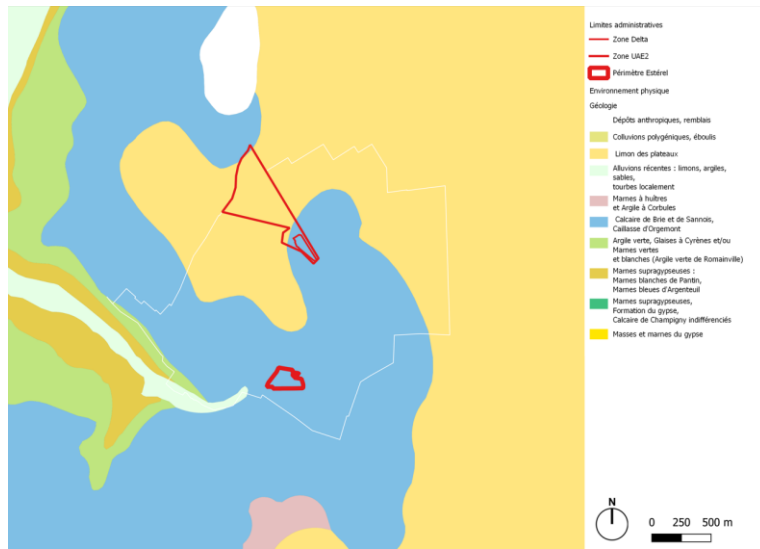 Limites administratives
Zone Delta
Zone UAE2
Périmètre Estérel
Environnement physique
Géologie
Dépôts anthropiques, remblais
Colluvions polygéniques, éboulis
Limon des plateaux
Alluvions récentes : limons, argiles,
sables,
tourbes localement
Marnes à huîtres
et Argile à Corbules
Calcaire de Brie et de Sannois,
Caillasse d'Orgemont
Argile verte, Glaises à Cyrènes et/ou
Marnes vertes
et blanches (Argile verte de Romainville)
Marnes supragypseuses :
Marnes blanches de Pantin,
Marnes bleues d'Argenteuil
Marnes supragypseuses,
Formation du gypse,
Calcaire de Champigny indifférenciés
Masses et marnes du gypse
N
0 250 500 m